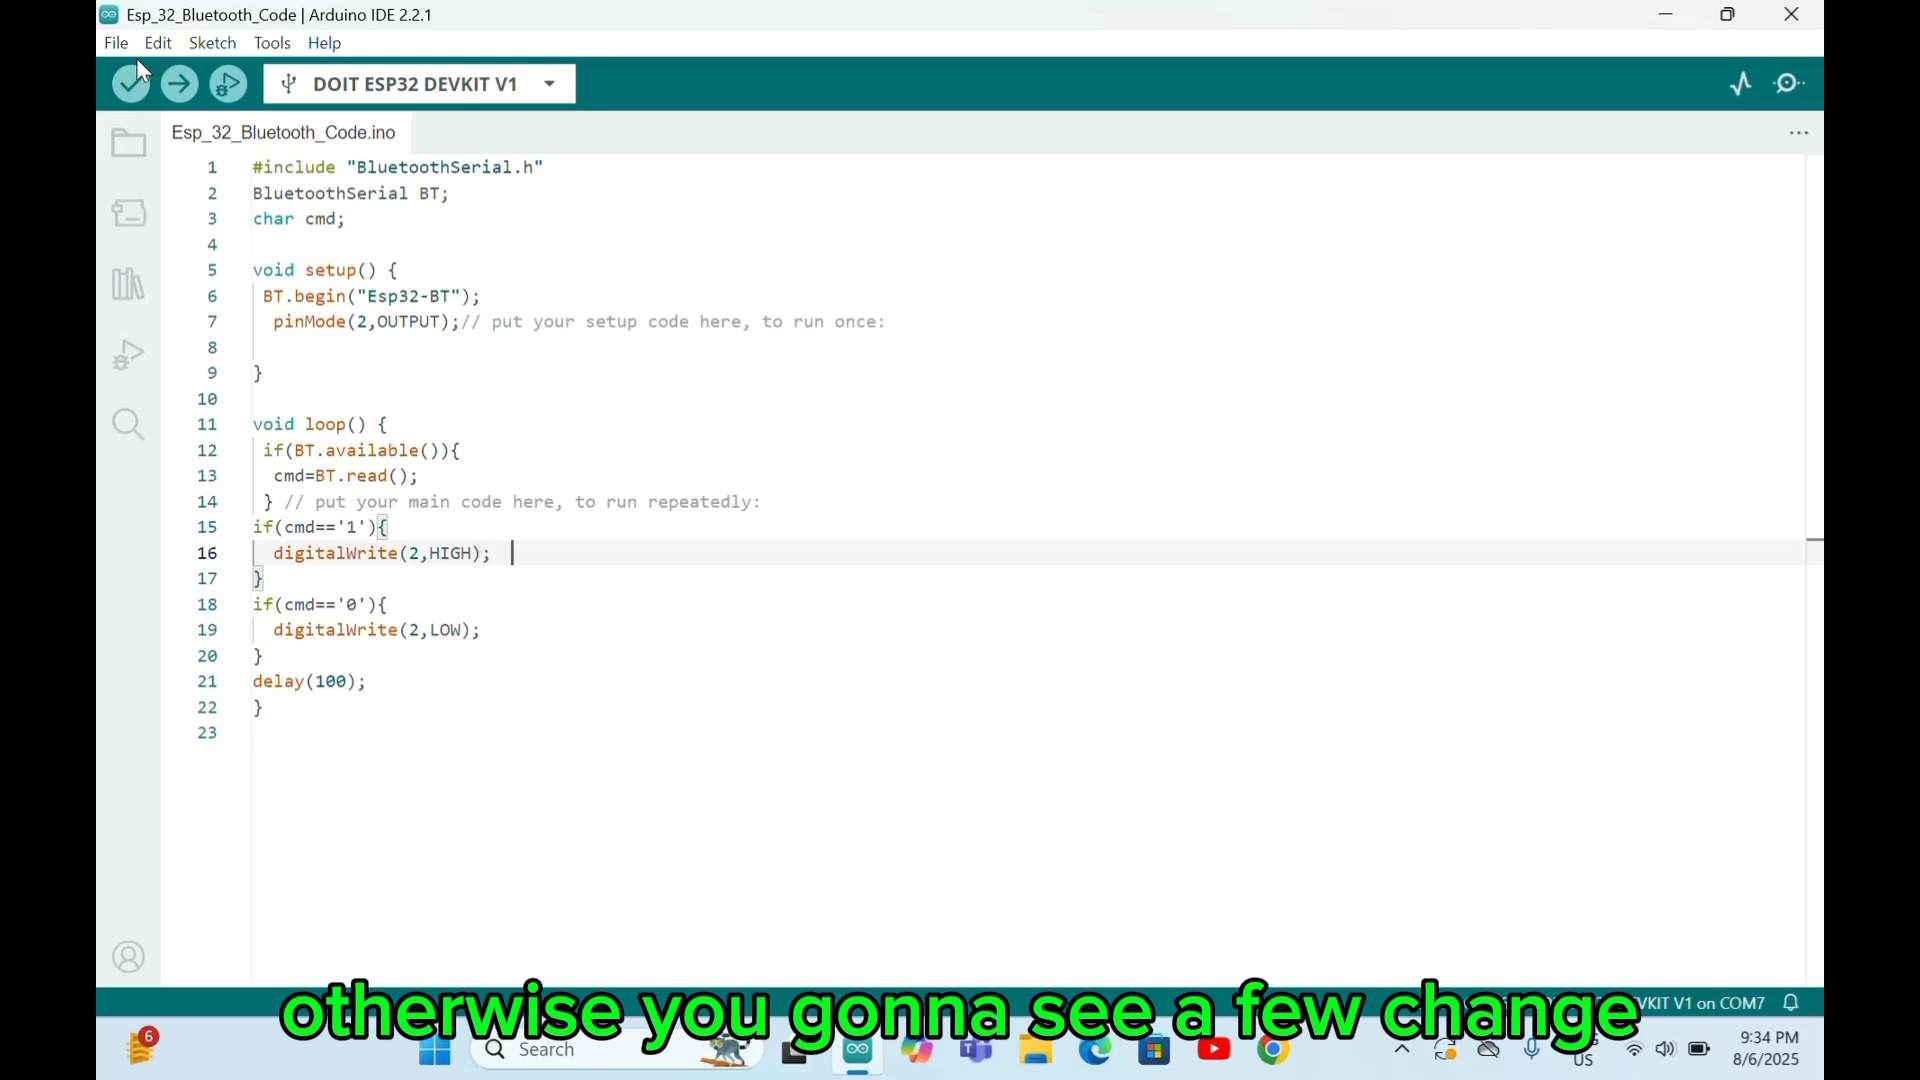 Esp_32_Bluetooth_Code | Arduino IDE 2.2.1
File Edit Sketch Tools Help
DOIT ESP32 DEVKIT V1
Esp_32_Bluetooth_Code.ino
1 #include "BluetoothSerial.h"
2 BluetoothSerial BT;
3 char cmd;
4
5 void setup() {
6 BT.begin("Esp32-BT");
7 pinMode(2,OUTPUT);// put your setup code here, to run once:
8
9 }
10
11 void loop() {
12 if(BT.available()){
13 cmd=BT.read();
14 } // put your main code here, to run repeatedly:
15 if(cmd=='1'){
16 digitalWrite(2,HIGH);
17 }
18 if(cmd=='0'){
19 digitalWrite(2,LOW);
20 }
21 delay(100);
22 }
23
VKIT V1 on COM7
otherwise you gonna see a few change
6
Search
US
9:34 PM
8/6/2025